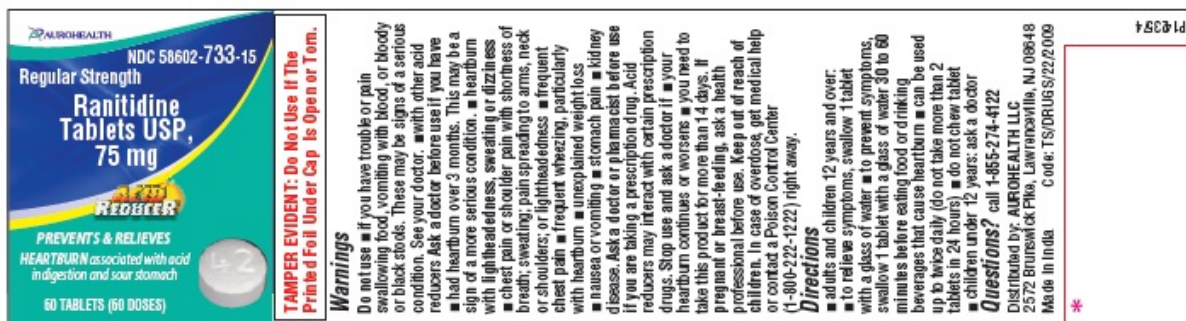 AUROHEALTH
NDC 58602-733-15
Regular Strength
Ranitidine
Tablets USP,
75 mg
ACID
REDUCER
PREVENTS & RELIEVES
HEARTBURN associated with acid
indigestion and sour stomach
60 TABLETS (60 DOSES)
42
TAMPER EVIDENT: Do Not Use If The
Printed Foil Under Cap Is Open or Torn.
Warnings
Do not use ■ if you have trouble or pain
swallowing food, vomiting with blood, or bloody
or black stools. These may be signs of a serious
condition. See your doctor. ■ with other acid
reducers Ask a doctor before use if you have
■ had heartburn over 3 months. This may be a
sign of a more serious condition. ■ heartburn
with lightheadedness, sweating or dizziness
■ chest pain or shoulder pain with shortness of
breath; sweating; pain spreading to arms, neck
or shoulders; or lightheadedness ■ frequent
chest pain ■ frequent wheezing, particularly
with heartburn ■ unexplained weight loss
■ nausea or vomiting ■ stomach pain ■ kidney
disease. Ask a doctor or pharmacist before use
if you are taking a prescription drug. Acid
reducers may interact with certain prescription
drugs. Stop use and ask a doctor if ■ your
heartburn continues or worsens ■ you need to
take this product for more than 14 days. If
pregnant or breast-feeding, ask a health
professional before use. Keep out of reach of
children. In case of overdose, get medical help
or contact a Poison Control Center
(1-800-222-1222) right away.
Directions
■ adults and children 12 years and over:
■ to relieve symptoms, swallow 1 tablet
with a glass of water ■ to prevent symptoms,
swallow 1 tablet with a glass of water 30 to 60
minutes before eating food or drinking
beverages that cause heartburn ■ can be used
up to twice daily (do not take more than 2
tablets in 24 hours) ■ do not chew tablet
■ children under 12 years: ask a doctor
Questions? call 1-855-274-4122
Distributed by: AUROHEALTH LLC
2572 Brunswick Pike, Lawrenceville, NJ 08648
Made in India Code: TS/DRUGS/22/2009
*
P1423574